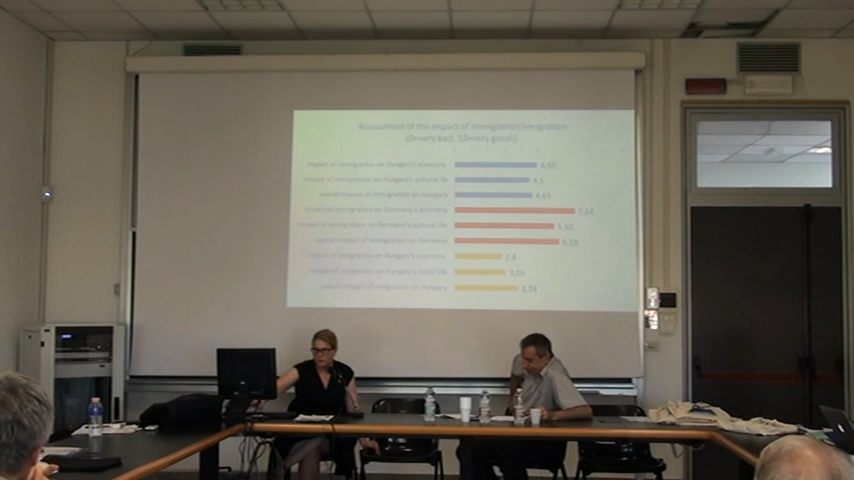 Assessment of the impact of immigration/emigration
(0=very bad; 10=very good)
impact of immigration on Hungary's economy 4,96
impact of immigration on Hungary's cultural life 4,5
overall impact of immigration on Hungary 4,65
impact of immigration on Germany's economy 7,14
impact of immigration on Germany's cultural life
overall impact of immigration on Germany 6,18
impact of emigration on Hungary's economy 2,8
impact of emigration on Hungary's social life 3,05
overall impact of emigration on Hungary 3,74